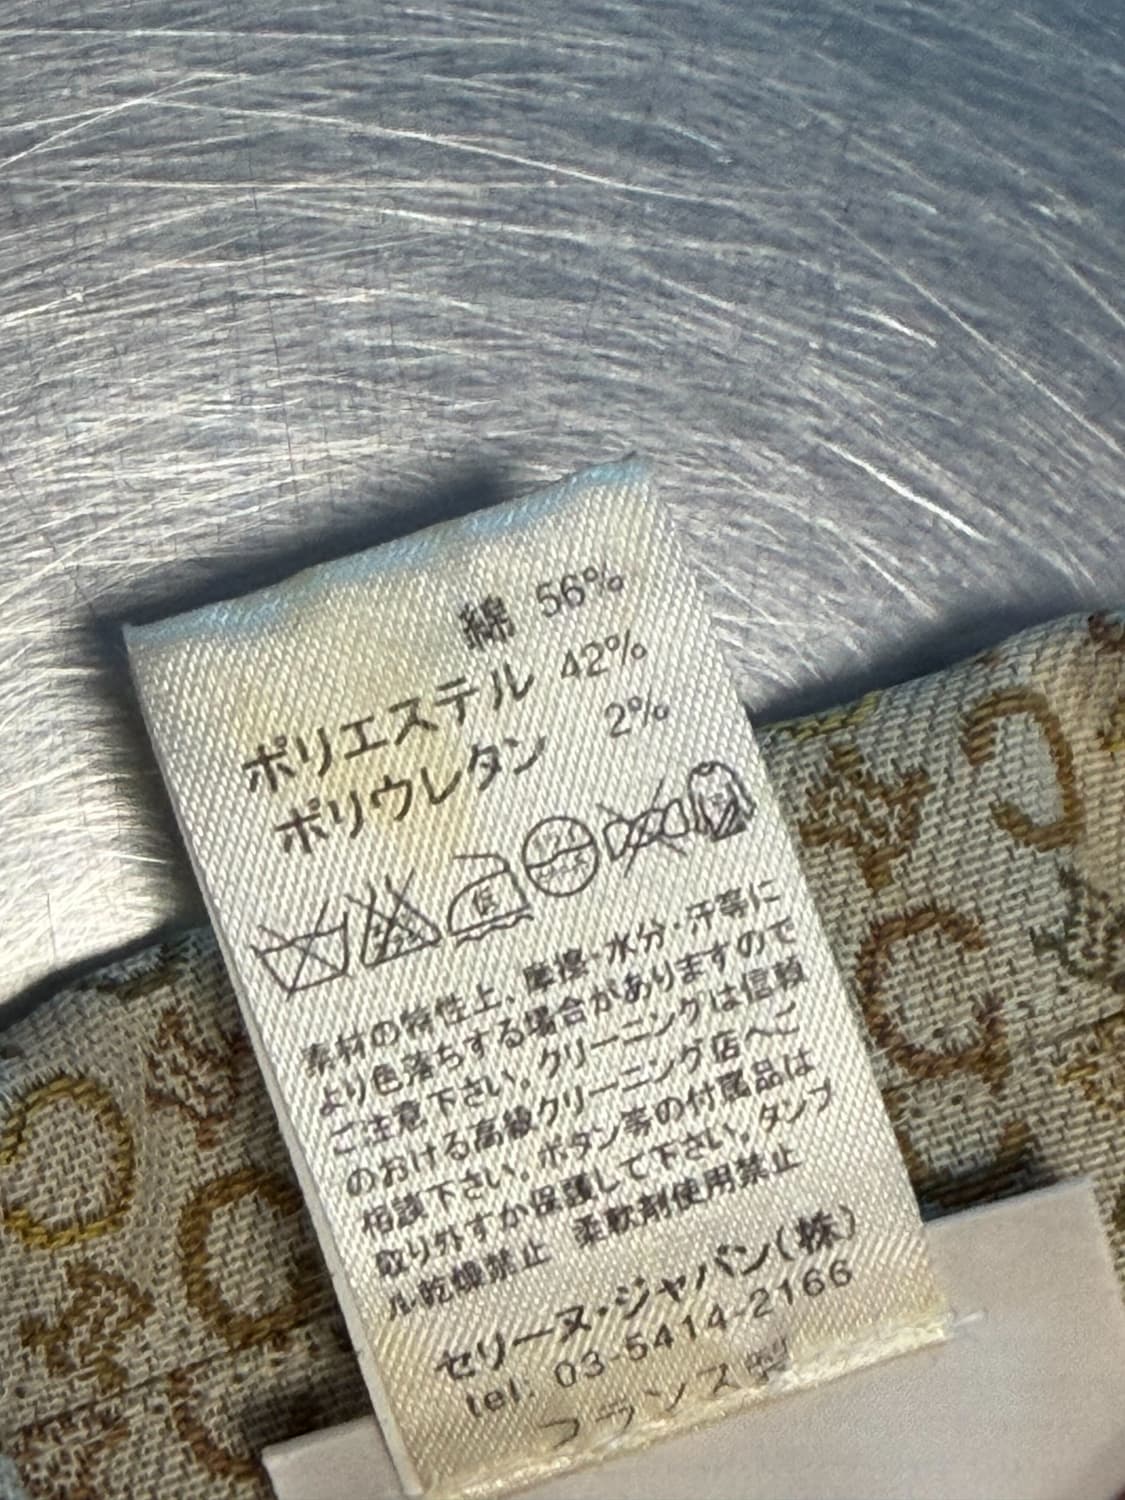 綿 56%
ポリエステル 42%
ポリウレタン 2%
低
素材の特性上、摩擦・水分・汗等に
より色落ちする場合がありますので
ご注意下さい。クリーニングは信頼
のおける高級クリーニング店へご
相談下さい。ボタン等の付属品は
取り外すか保護して下さい。タンブ
ル乾燥禁止 柔軟剤使用禁止
セリーヌ・ジャパン(株)
tel: 03-5414-2166
フランス製